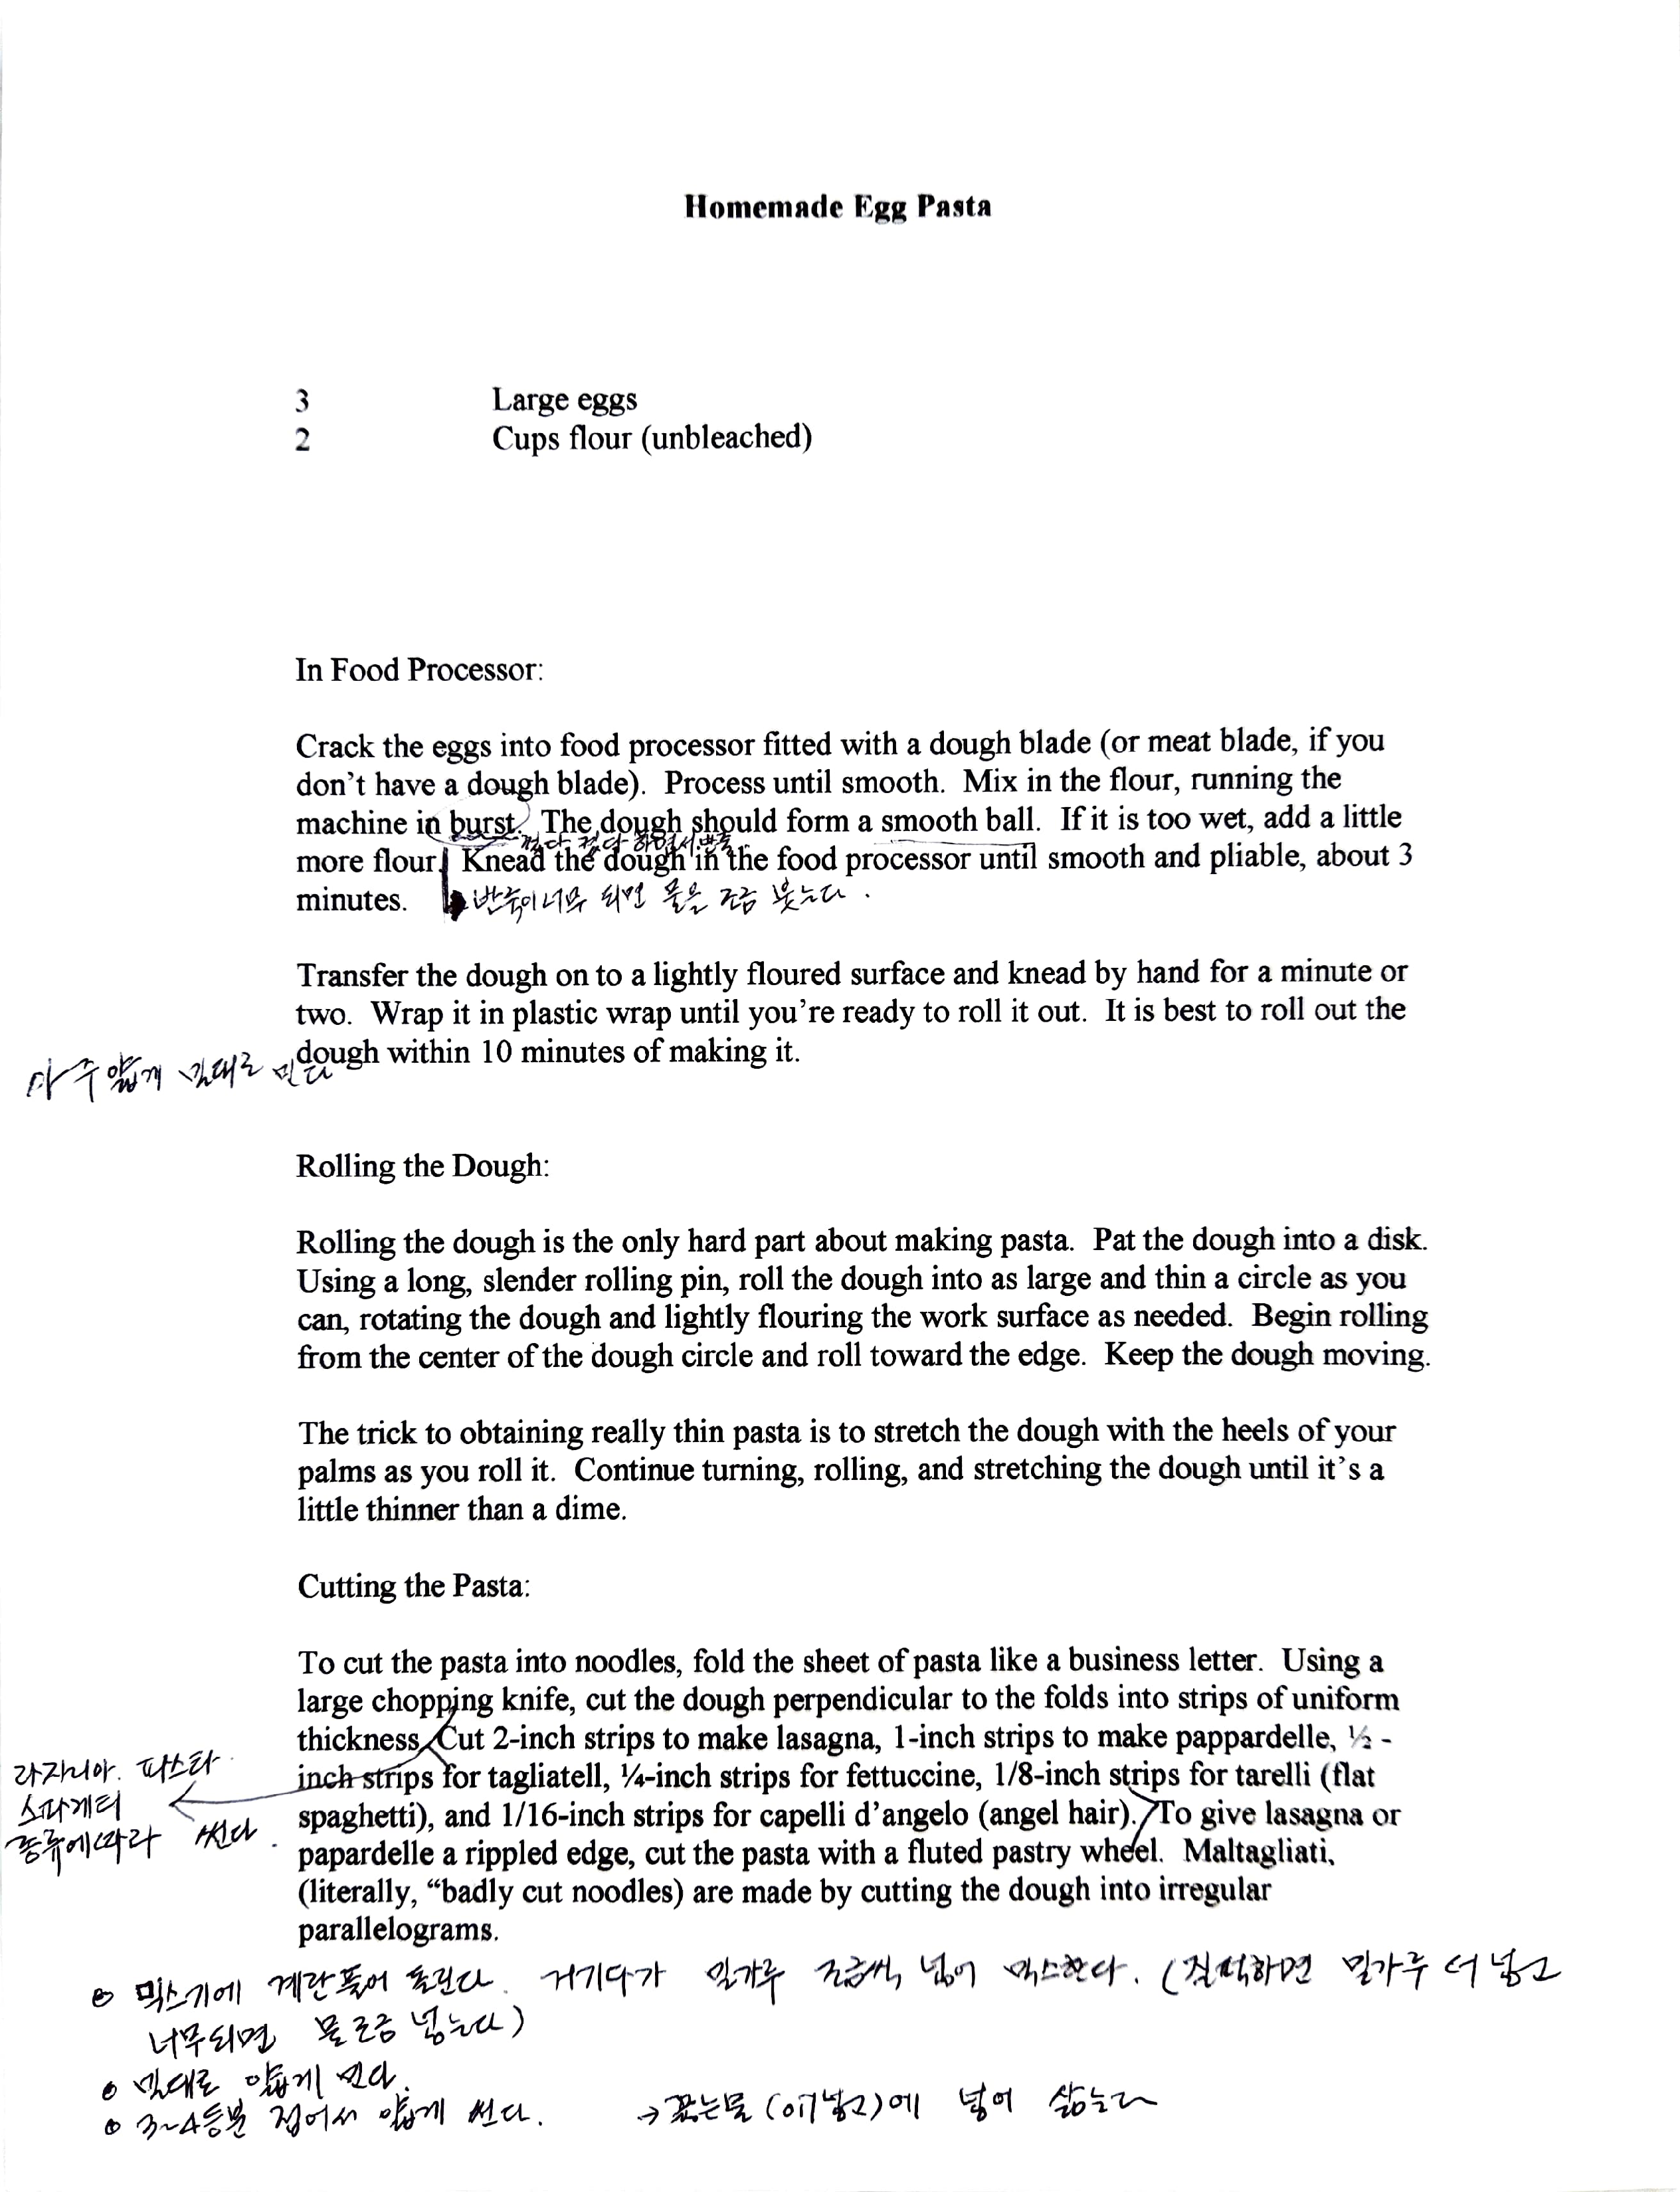 Homemade Egg Pasta
3 Large eggs
2 Cups flour (unbleached)
In Food Processor:
Crack the eggs into food processor fitted with a dough blade (or meat blade, if you
don't have a dough blade). Process until smooth. Mix in the flour, running the
machine in burst. The dough should form a smooth ball. If it is too wet, add a little
껐다 켰다 하면서
more flour. Knead the dough in the food processor until smooth and pliable, about 3
minutes. 반죽이 너무 되면 물을 조금 붓는다.
Transfer the dough on to a lightly floured surface and knead by hand for a minute or
two. Wrap it in plastic wrap until you're ready to roll it out. It is best to roll out the
dough within 10 minutes of making it.
아주 얇게 밀대로 민다
Rolling the Dough:
Rolling the dough is the only hard part about making pasta. Pat the dough into a disk.
Using a long, slender rolling pin, roll the dough into as large and thin a circle as you
can, rotating the dough and lightly flouring the work surface as needed. Begin rolling
from the center of the dough circle and roll toward the edge. Keep the dough moving.
The trick to obtaining really thin pasta is to stretch the dough with the heels of your
palms as you roll it. Continue turning, rolling, and stretching the dough until it's a
little thinner than a dime.
Cutting the Pasta:
To cut the pasta into noodles, fold the sheet of pasta like a business letter. Using a
large chopping knife, cut the dough perpendicular to the folds into strips of uniform
thickness. Cut 2-inch strips to make lasagna, 1-inch strips to make pappardelle, ½ -
inch strips for tagliatell, ¼-inch strips for fettuccine, 1/8-inch strips for tarelli (flat
spaghetti), and 1/16-inch strips for capelli d'angelo (angel hair). To give lasagna or
papardelle a rippled edge, cut the pasta with a fluted pastry wheel. Maltagliati,
(literally, “badly cut noodles) are made by cutting the dough into irregular
parallelograms.
라자니아. 파스타
스파게티
종류에 따라 썬다.
믹스기에 계란 풀어 돌린다. 거기다가 밀가루 조금씩 넣어 믹스한다. (질척하면 밀가루 더 넣고
너무되면 물 조금 넣는다)
밀대로 얇게 민다.
3~4등분 접어서 얇게 썬다. → 끓는물 ( 넣고)에 넣어 삶는다